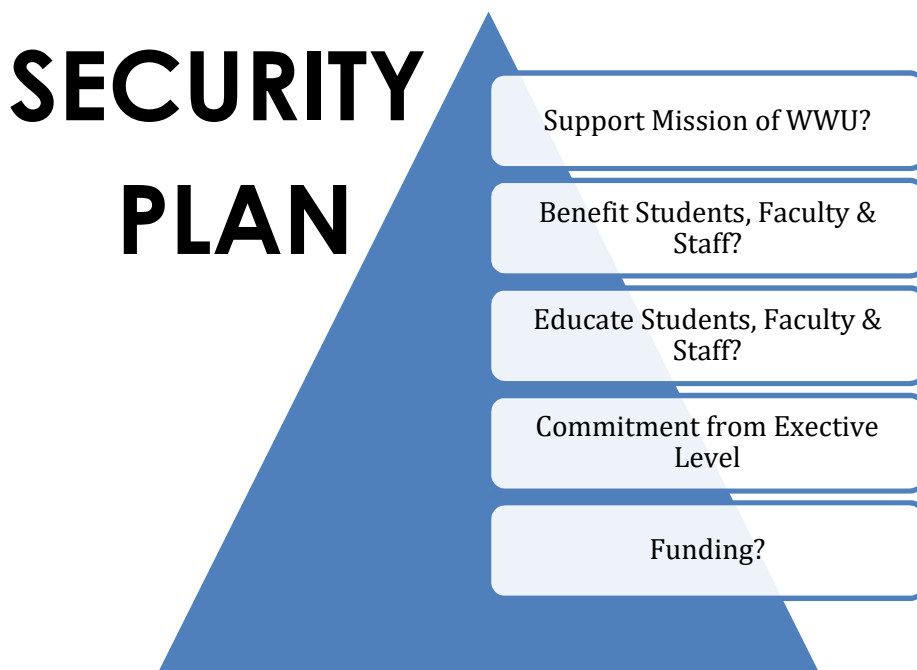 SECURITY
PLAN
Support Mission of WWU?
Benefit Students, Faculty &
Staff?
Educate Students, Faculty &
Staff?
Commitment from Exective
Level
Funding?